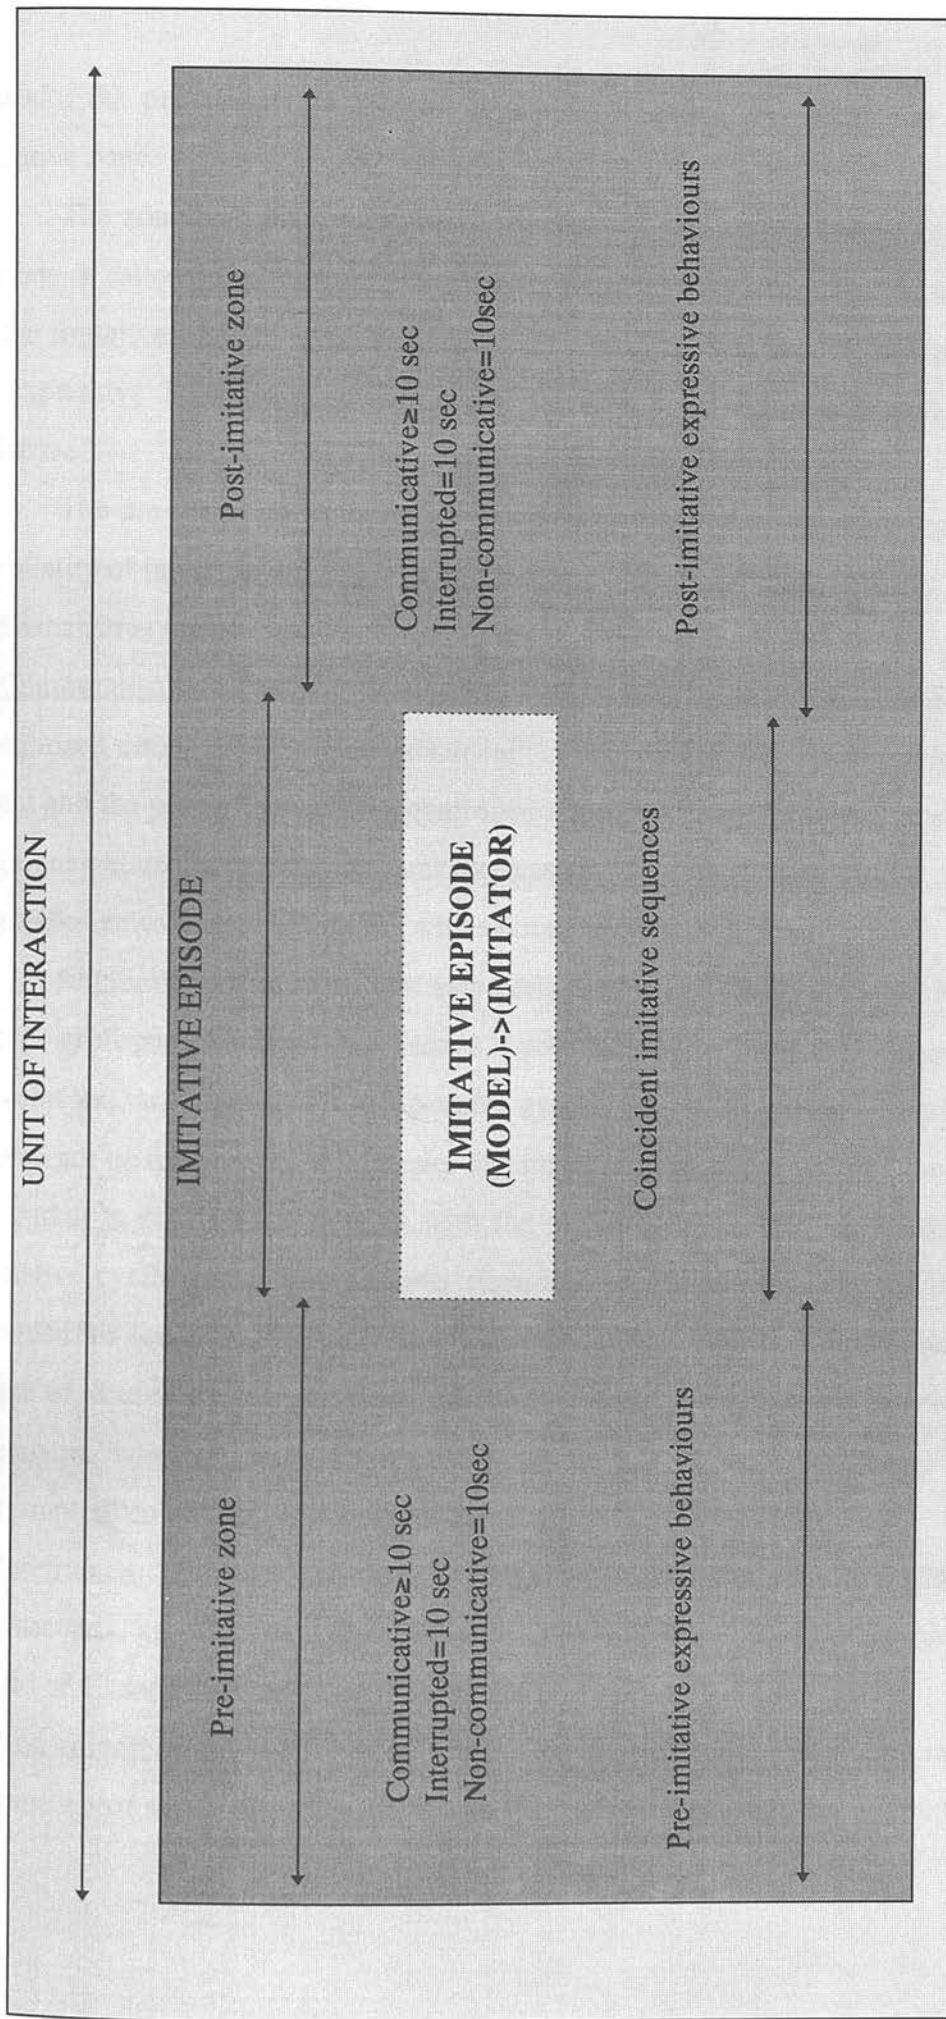 UNIT OF INTERACTION
IMITATIVE EPISODE
Pre-imitative zone
Post-imitative zone
Communicative≥10 sec
Interrupted=10 sec
Non-communicative=10sec
IMITATIVE EPISODE
(MODEL)->(IMITATOR)
Communicative≥10 sec
Interrupted=10 sec
Non-communicative=10sec
Pre-imitative expressive behaviours
Coincident imitative sequences
Post-imitative expressive behaviours